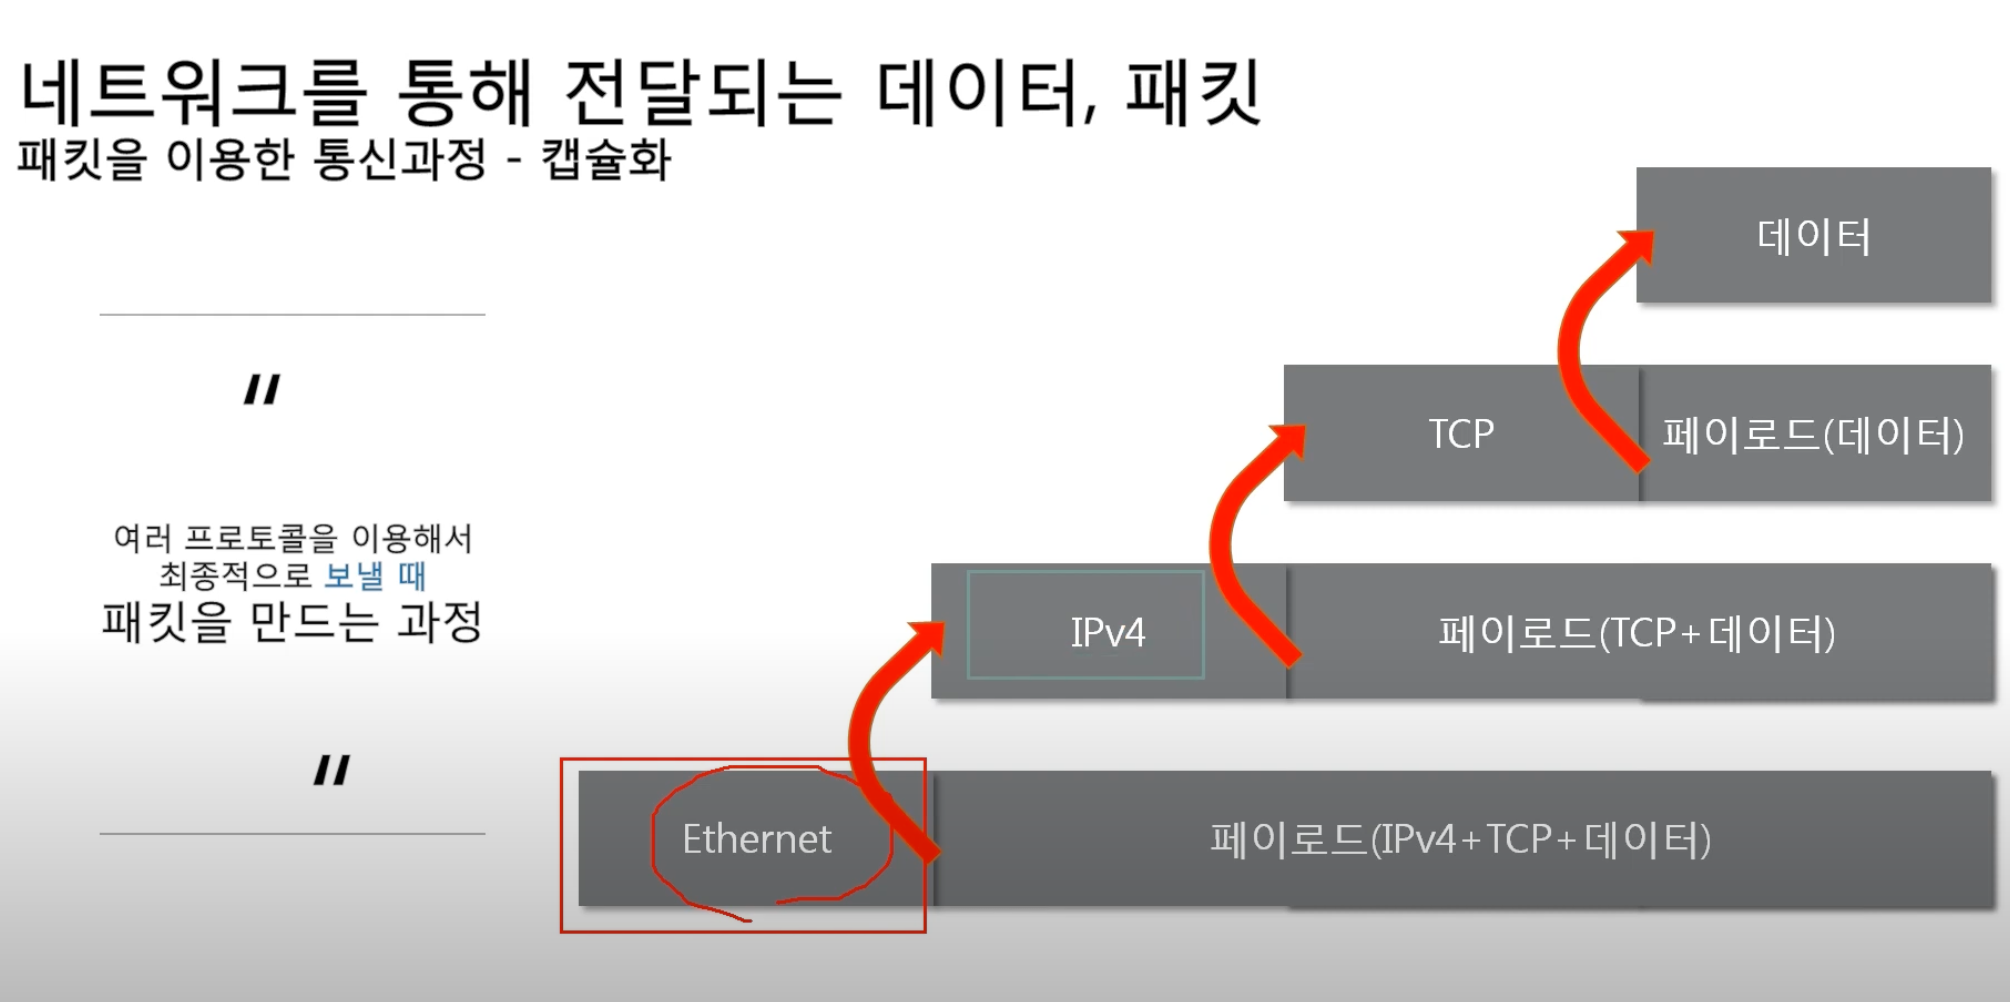 네트워크를 통해 전달되는 데이터, 패킷
패킷을 이용한 통신과정 - 캡슐화
데이터
"
TCP
페이로드(데이터)
여러 프로토콜을 이용해서
최종적으로 보낼 때
패킷을 만드는 과정
IPv4
페이로드(TCP+데이터)
"
Ethernet
페이로드(IPv4+TCP+데이터)